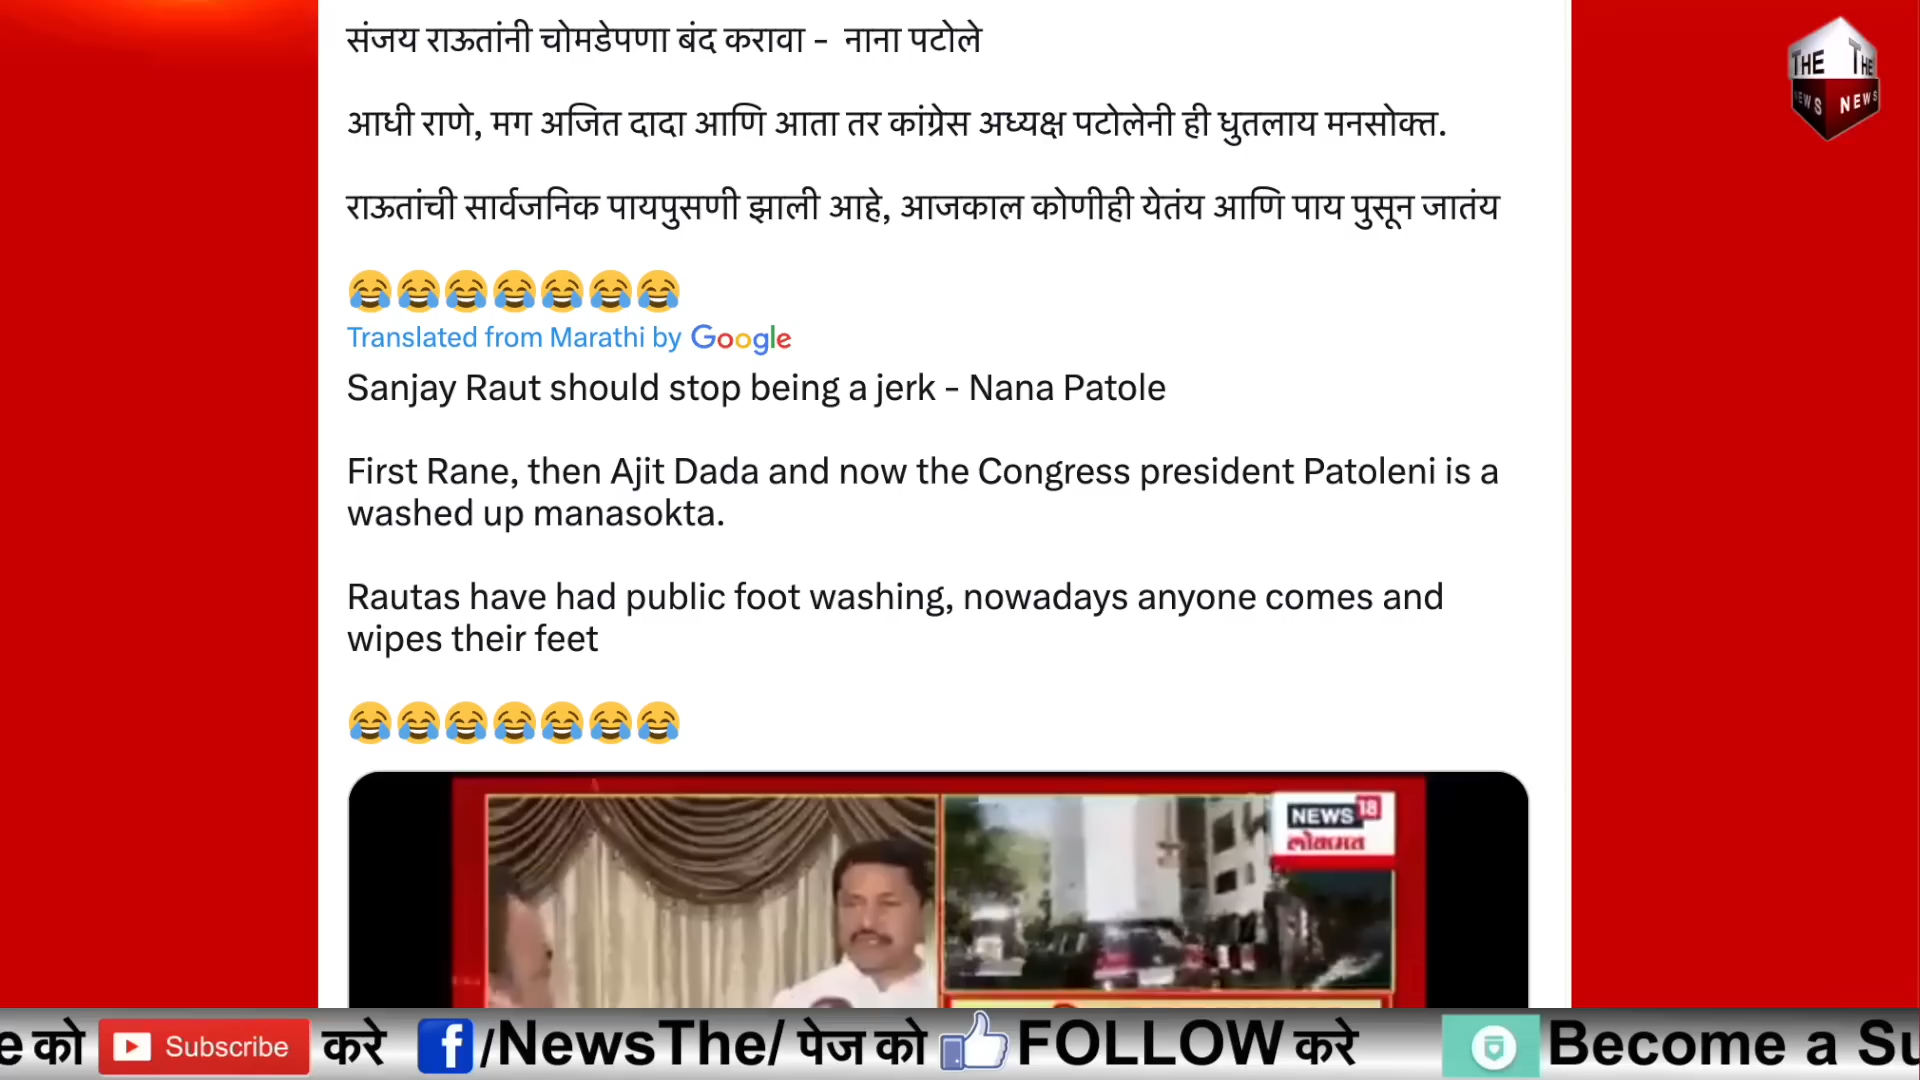 संजय राऊतांनी चोमडेपणा बंद करावा - नाना पटोले
आधी राणे, मग अजित दादा आणि आता तर कांग्रेस अध्यक्ष पटोलेनी ही धुतलाय मनसोक्त.
राऊतांची सार्वजनिक पायपुसणी झाली आहे, आजकाल कोणीही येतंय आणि पाय पुसून जातंय
😂😂😂😂😂😂😂
Translated from Marathi by Google
Sanjay Raut should stop being a jerk - Nana Patole
First Rane, then Ajit Dada and now the Congress president Patoleni is a
washed up manasokta.
Rautas have had public foot washing, nowadays anyone comes and
wipes their feet
😂😂😂😂😂😂😂
THE THE
NEWS NEWS
NEWS 18
लोकमत
e को Subscribe करे f /NewsThe/ पेज को FOLLOW करे Become a Su